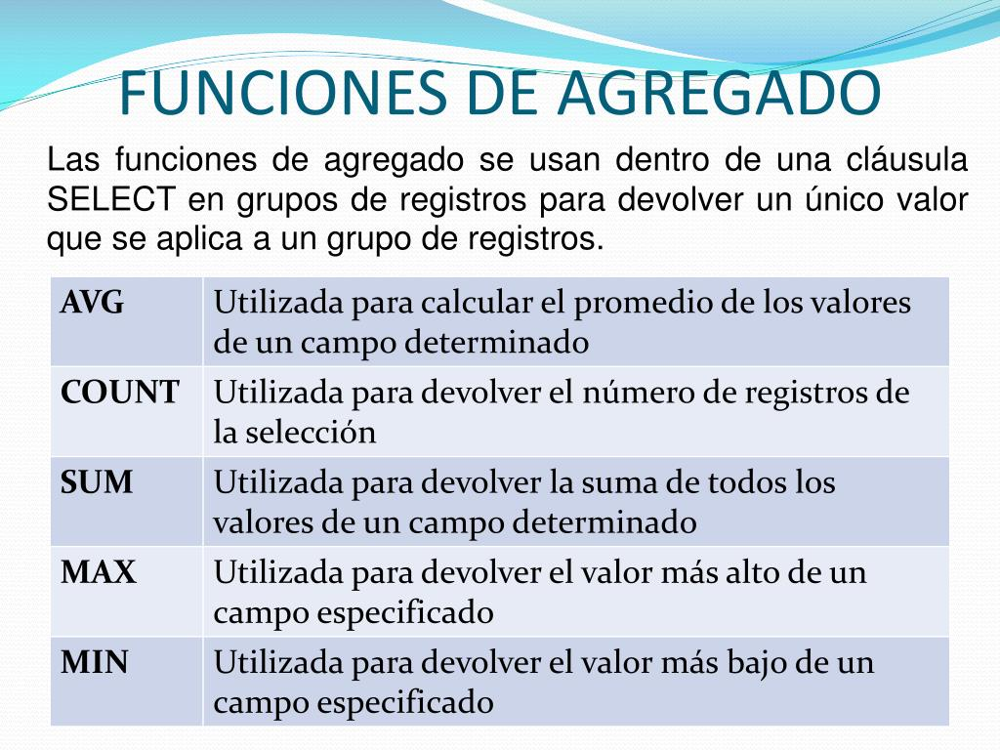 FUNCIONES DE AGREGADO
Las funciones de agregado se usan dentro de una cláusula
SELECT en grupos de registros para devolver un único valor
que se aplica a un grupo de registros.
AVG Utilizada para calcular el promedio de los valores
de un campo determinado
COUNT Utilizada para devolver el número de registros de
la selección
SUM Utilizada para devolver la suma de todos los
valores de un campo determinado
MAX Utilizada para devolver el valor más alto de un
campo especificado
MIN Utilizada para devolver el valor más bajo de un
campo especificado